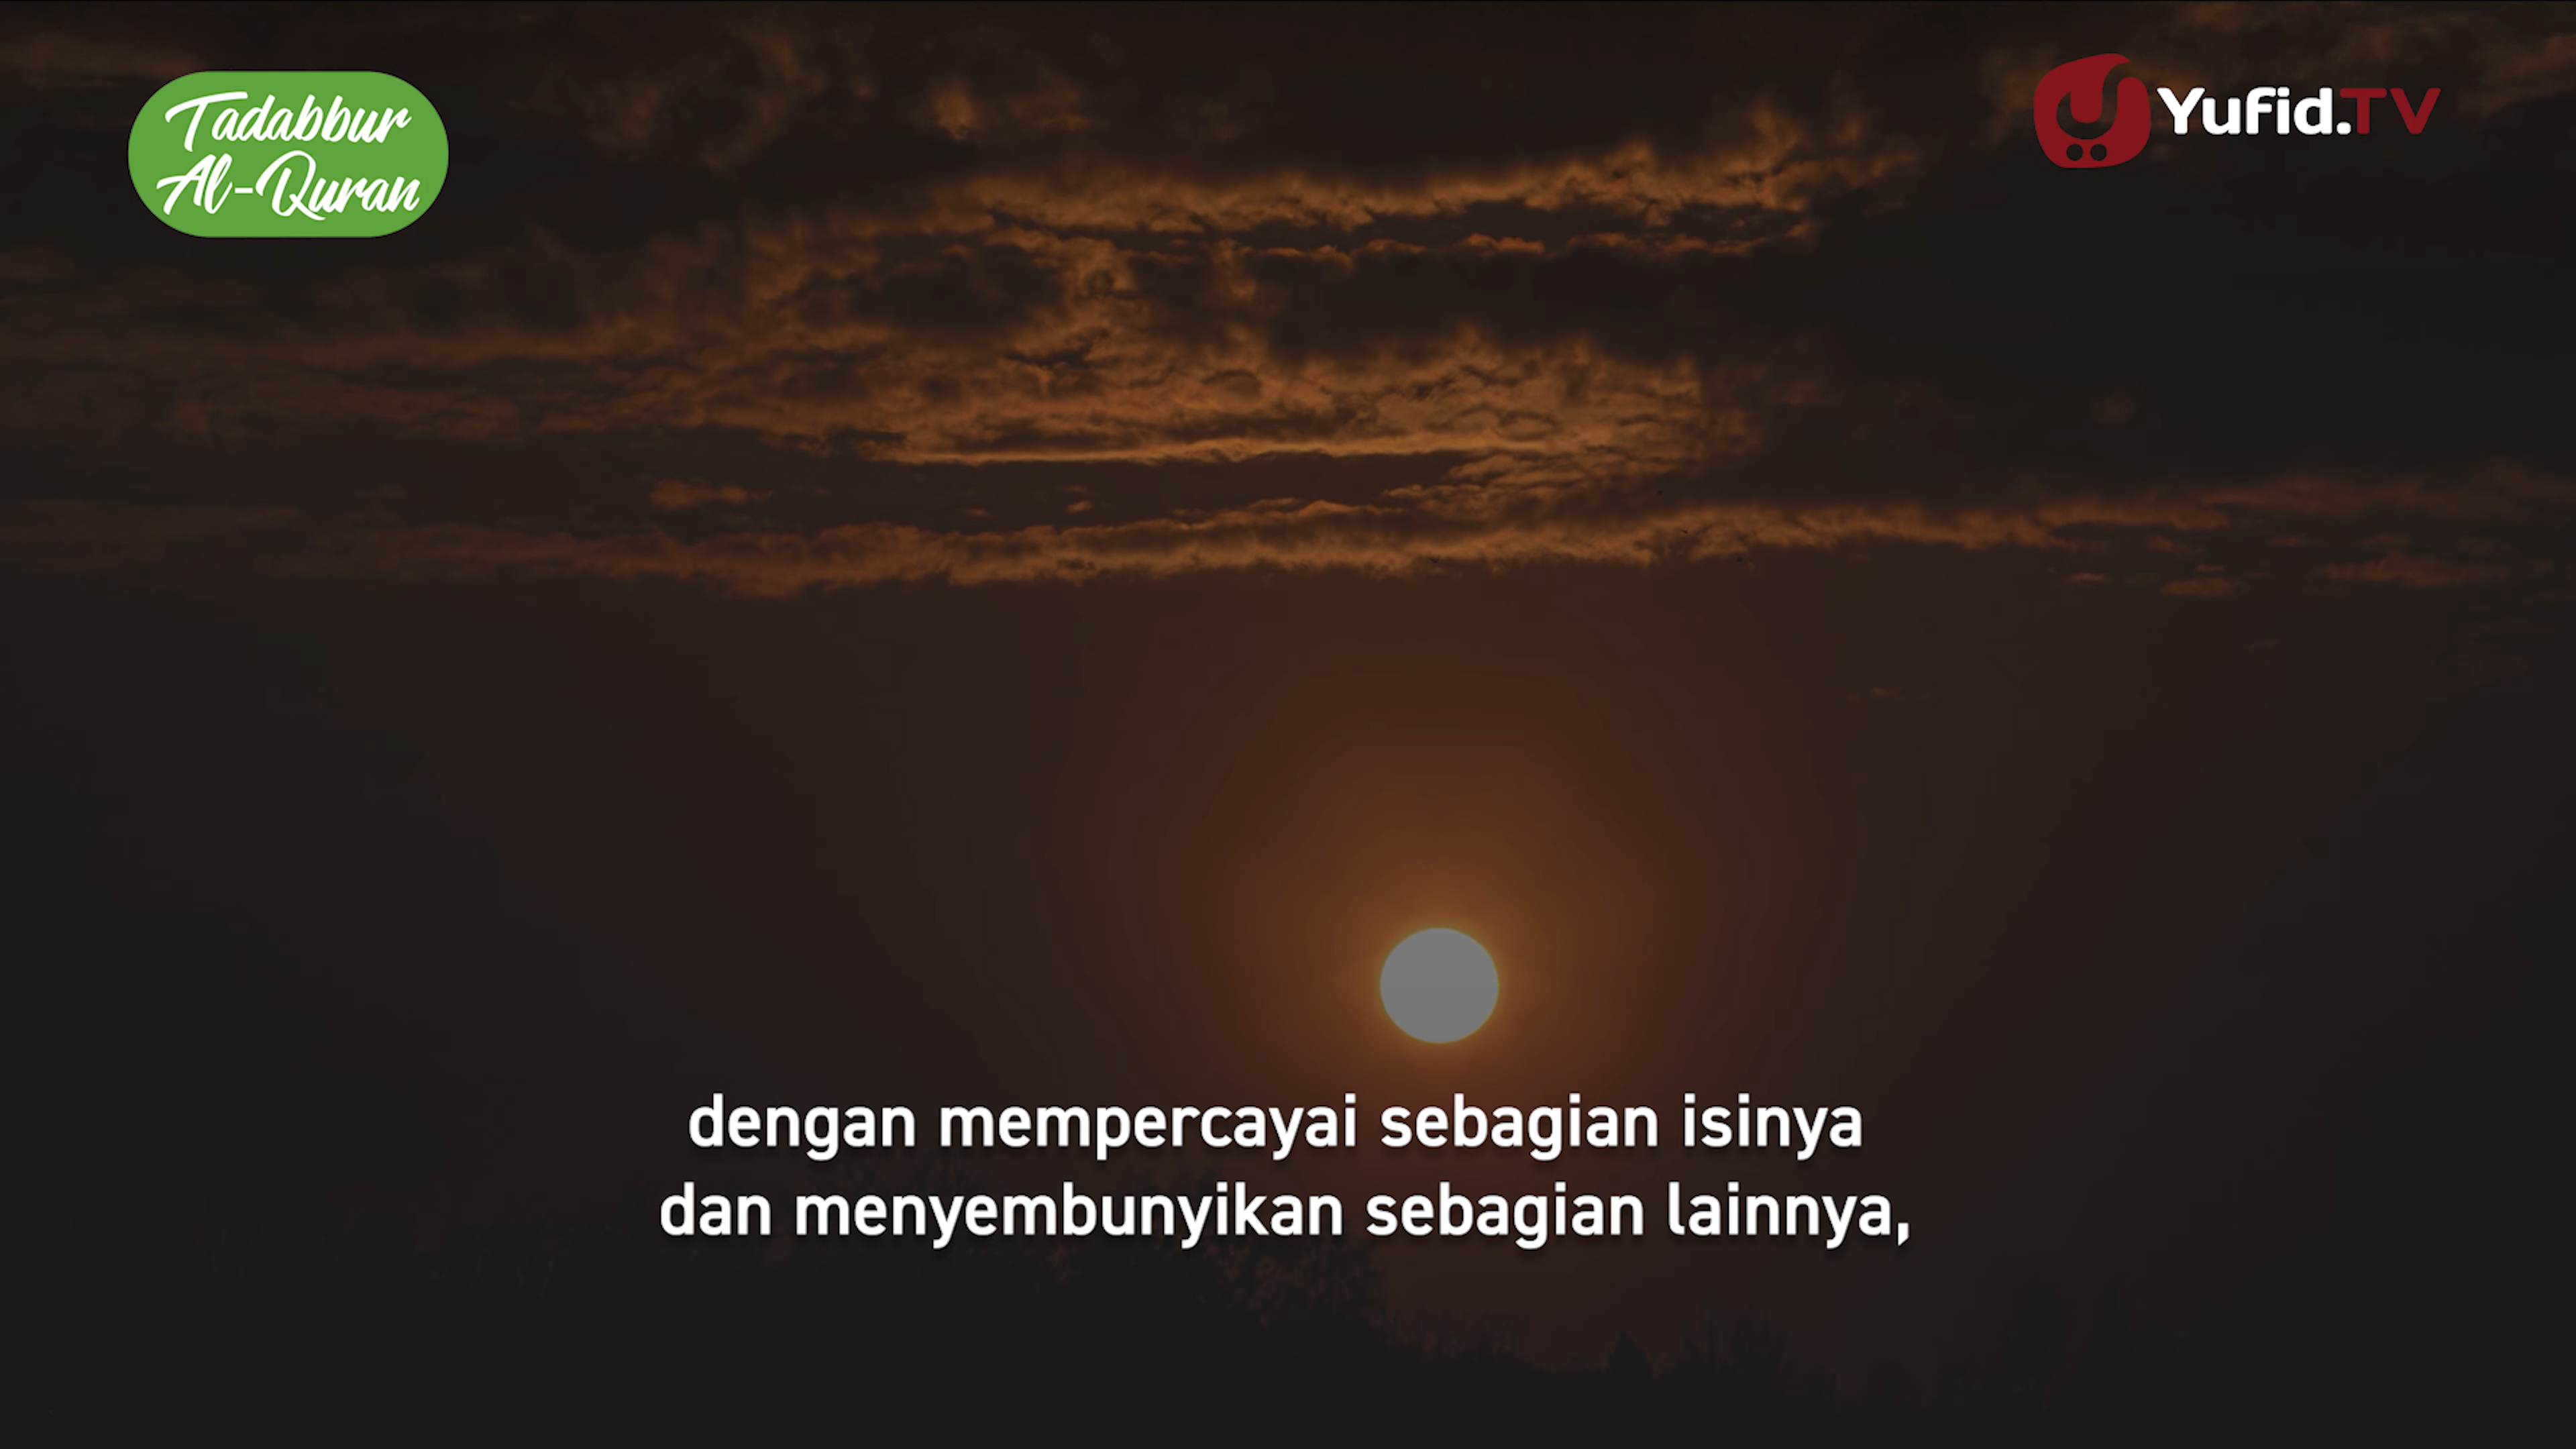 Tadabbur
Al-Quran
Yufid.TV
dengan mempercayai sebagian isinya
dan menyembunyikan sebagian lainnya,